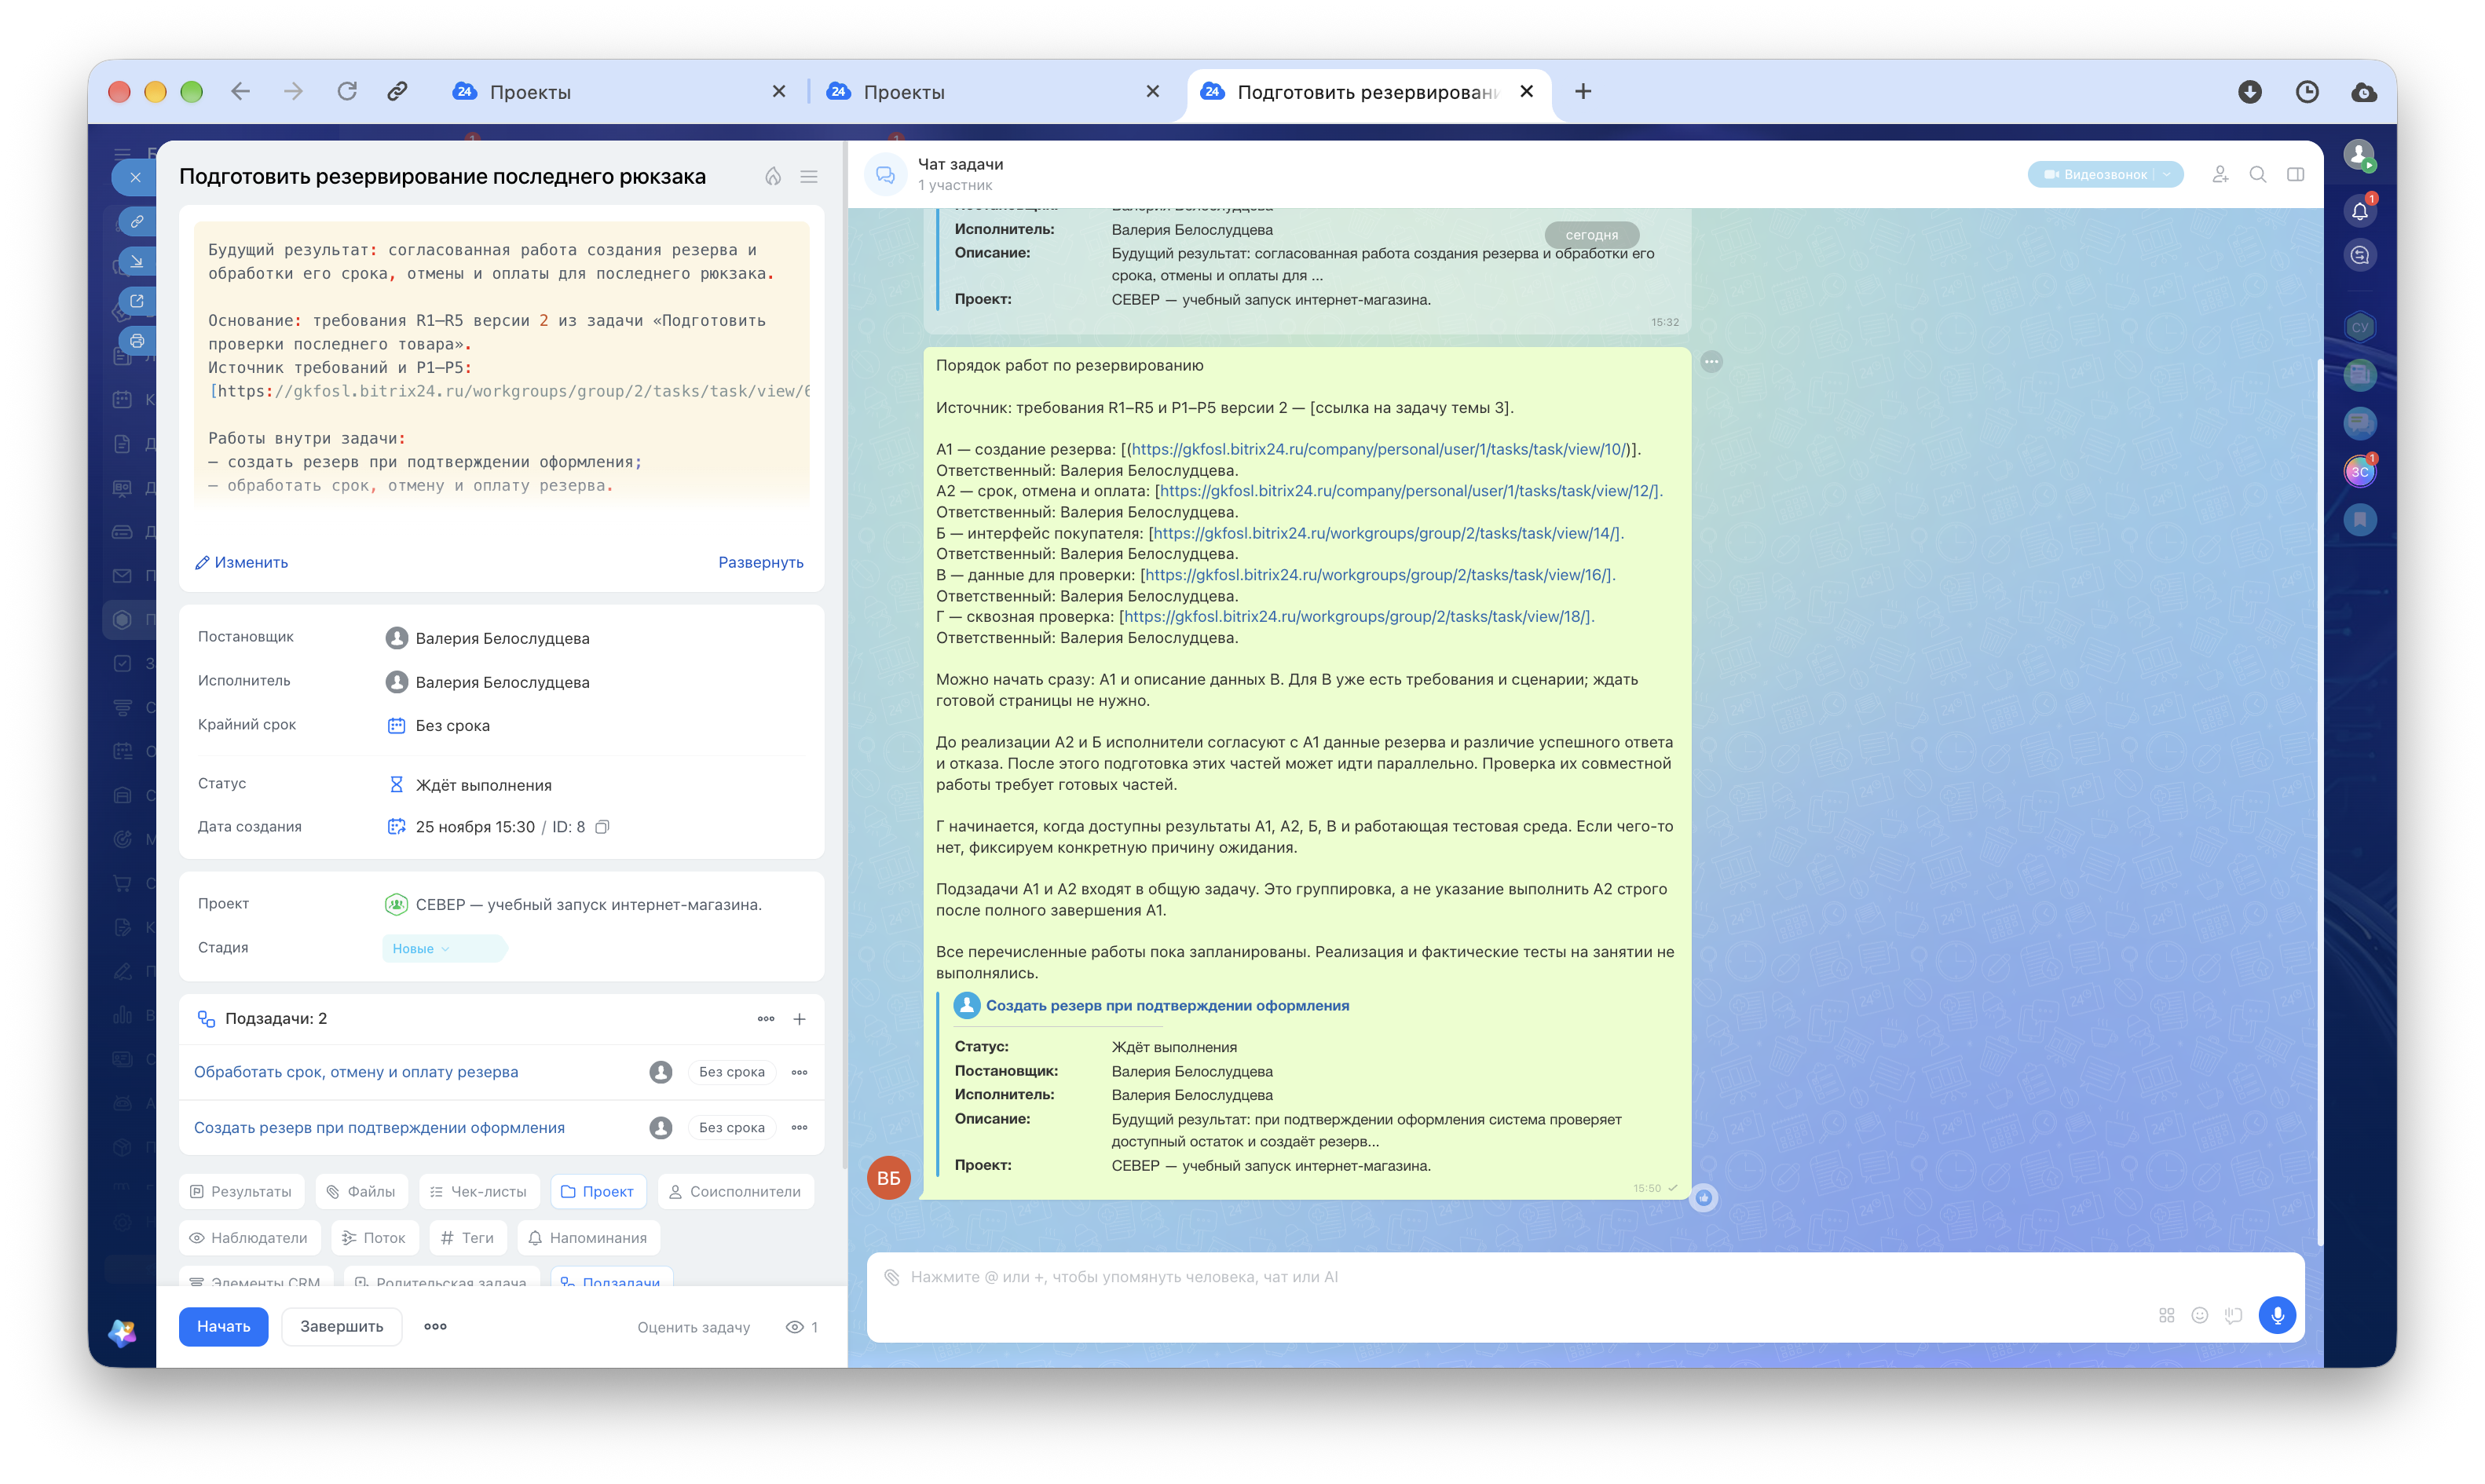 24 Проекты
24 Проекты
24 Подготовить резервирован
Подготовить резервирование последнего рюкзака
Будущий результат: согласованная работа создания резерва и
обработки его срока, отмены и оплаты для последнего рюкзака.
Основание: требования R1–R5 версии 2 из задачи «Подготовить
проверки последнего товара».
Источник требований и P1–P5:
[https://gkfosl.bitrix24.ru/workgroups/group/2/tasks/task/view/6
Работы внутри задачи:
— создать резерв при подтверждении оформления;
— обработать срок, отмену и оплату резерва.
Изменить
Развернуть
Постановщик
Валерия Белослудцева
Исполнитель
Валерия Белослудцева
Крайний срок
Без срока
Статус
Ждёт выполнения
Дата создания
25 ноября 15:30 / ID: 8
Проект
СЕВЕР — учебный запуск интернет-магазина.
Стадия
Новые
Подзадачи: 2
Обработать срок, отмену и оплату резерва
Без срока
Создать резерв при подтверждении оформления
Без срока
Результаты
Файлы
Чек-листы
Проект
Соисполнители
Наблюдатели
Поток
Теги
Напоминания
Элементы CRM
Родительская задача
Подзадачи
Начать
Завершить
Оценить задачу
1
Чат задачи
1 участник
Видеозвонок
сегодня
Постановщик:
Валерия Белослудцева
Исполнитель:
Валерия Белослудцева
Описание:
Будущий результат: согласованная работа создания резерва и обработки его
срока, отмены и оплаты для ...
Проект:
СЕВЕР — учебный запуск интернет-магазина.
15:32
Порядок работ по резервированию
Источник: требования R1–R5 и P1–P5 версии 2 — [ссылка на задачу темы 3].
А1 — создание резерва: [(https://gkfosl.bitrix24.ru/company/personal/user/1/tasks/task/view/10/)].
Ответственный: Валерия Белослудцева.
А2 — срок, отмена и оплата: [https://gkfosl.bitrix24.ru/company/personal/user/1/tasks/task/view/12/].
Ответственный: Валерия Белослудцева.
Б — интерфейс покупателя: [https://gkfosl.bitrix24.ru/workgroups/group/2/tasks/task/view/14/].
Ответственный: Валерия Белослудцева.
В — данные для проверки: [https://gkfosl.bitrix24.ru/workgroups/group/2/tasks/task/view/16/].
Ответственный: Валерия Белослудцева.
Г — сквозная проверка: [https://gkfosl.bitrix24.ru/workgroups/group/2/tasks/task/view/18/].
Ответственный: Валерия Белослудцева.
Можно начать сразу: А1 и описание данных В. Для В уже есть требования и сценарии; ждать
готовой страницы не нужно.
До реализации А2 и Б исполнители согласуют с А1 данные резерва и различие успешного ответа
и отказа. После этого подготовка этих частей может идти параллельно. Проверка их совместной
работы требует готовых частей.
Г начинается, когда доступны результаты А1, А2, Б, В и работающая тестовая среда. Если чего-то
нет, фиксируем конкретную причину ожидания.
Подзадачи А1 и А2 входят в общую задачу. Это группировка, а не указание выполнить А2 строго
после полного завершения А1.
Все перечисленные работы пока запланированы. Реализация и фактические тесты на занятии не
выполнялись.
Создать резерв при подтверждении оформления
Статус:
Ждёт выполнения
Постановщик:
Валерия Белослудцева
Исполнитель:
Валерия Белослудцева
Описание:
Будущий результат: при подтверждении оформления система проверяет
доступный остаток и создаёт резерв...
Проект:
СЕВЕР — учебный запуск интернет-магазина.
15:50
ВБ
Нажмите @ или +, чтобы упомянуть человека, чат или AI
1
СУ
ЗС
1